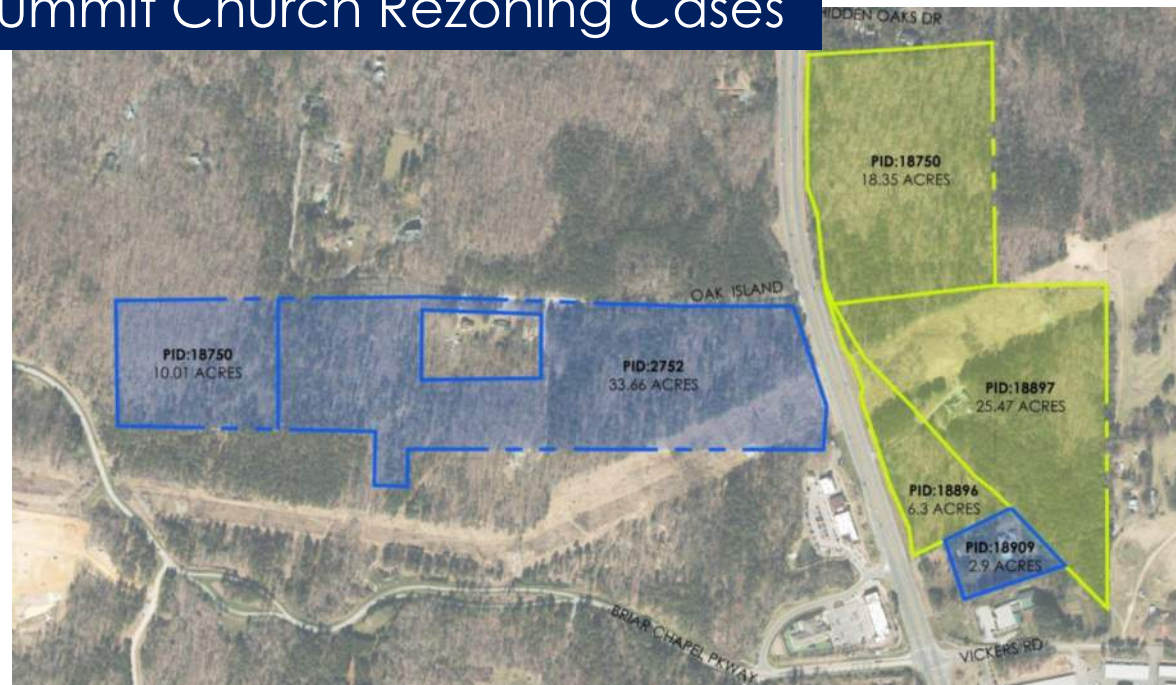 ummit Church Rezoning Cases
HIDDEN OAKS DR
PID:18750
18.35 ACRES
OAK ISLAND
PID:18750
10.01 ACRES
PID:2752
33.66 ACRES
PID:18897
25.47 ACRES
PID:18896
6.3 ACRES
PID:18909
2.9 ACRES
BRIAR CHAPEL PKWAY
VICKERS RD